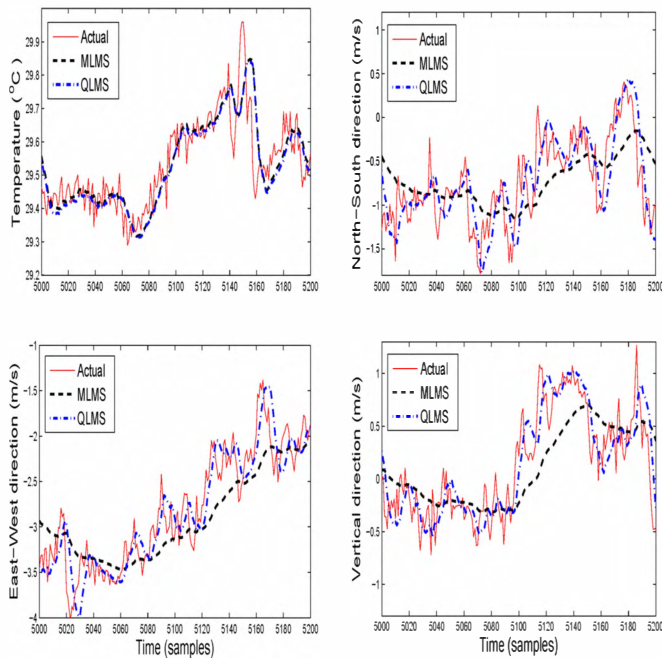 Temperature (°C)
29.9
29.8
29.7
29.6
29.5
29.4
29.3
29.2
Actual
MLMS
QLMS
5000 5020 5040 5060 5080 5100 5120 5140 5160 5180 5200
North-South direction (m/s)
1
0.5
0
-0.5
-1
-1.5
Actual
MLMS
QLMS
5000 5020 5040 5060 5080 5100 5120 5140 5160 5180 5200
East-West direction (m/s)
-1
-1.5
-2
-2.5
-3
-3.5
-4
Actual
MLMS
QLMS
5000 5020 5040 5060 5080 5100 5120 5140 5160 5180 5200
Time (samples)
Vertical direction (m/s)
1
0.5
0
-0.5
-1
Actual
MLMS
QLMS
5000 5020 5040 5060 5080 5100 5120 5140 5160 5180 5200
Time (samples)